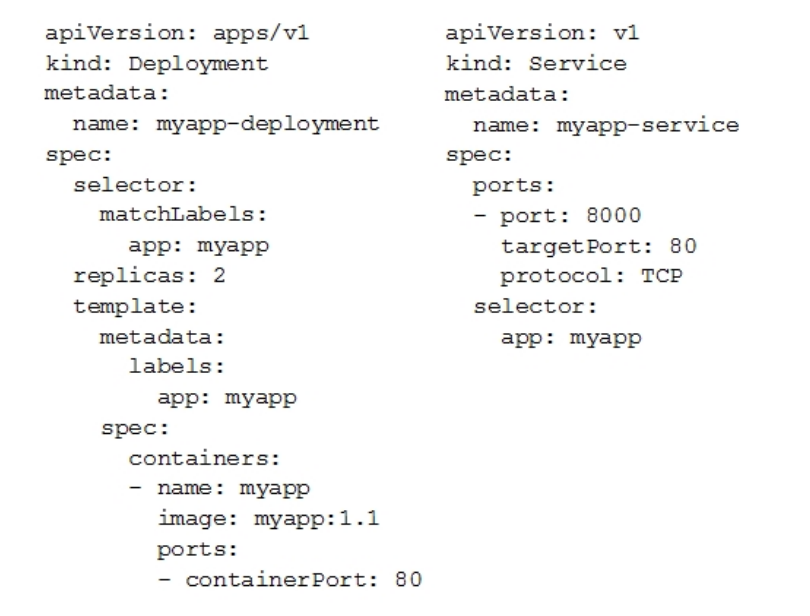 apiVersion: apps/v1
kind: Deployment
metadata:
  name: myapp-deployment
spec:
  selector:
    matchLabels:
      app: myapp
  replicas: 2
  template:
    metadata:
      labels:
        app: myapp
    spec:
      containers:
      - name: myapp
        image: myapp:1.1
        ports:
        - containerPort: 80
apiVersion: v1
kind: Service
metadata:
  name: myapp-service
spec:
  ports:
  - port: 8000
    targetPort: 80
    protocol: TCP
  selector:
    app: myapp